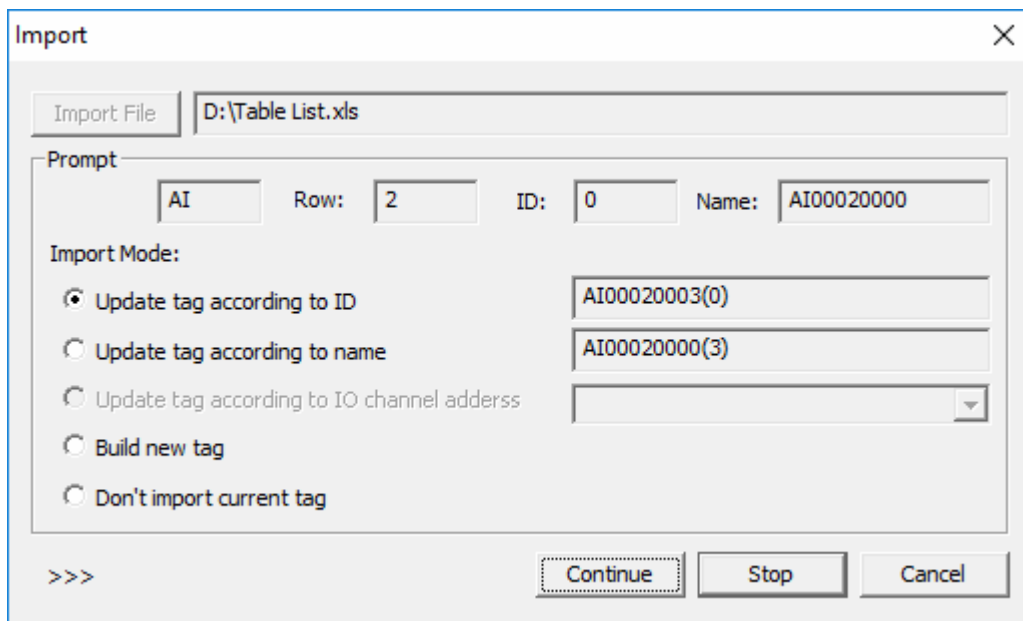 Import
Import File D:\Table List.xls
Prompt
AI Row: 2 ID: 0 Name: AI00020000
Import Mode:
Update tag according to ID AI00020003(0)
Update tag according to name AI00020000(3)
Update tag according to IO channel adderss
Build new tag
Don't import current tag
>>> Continue Stop Cancel